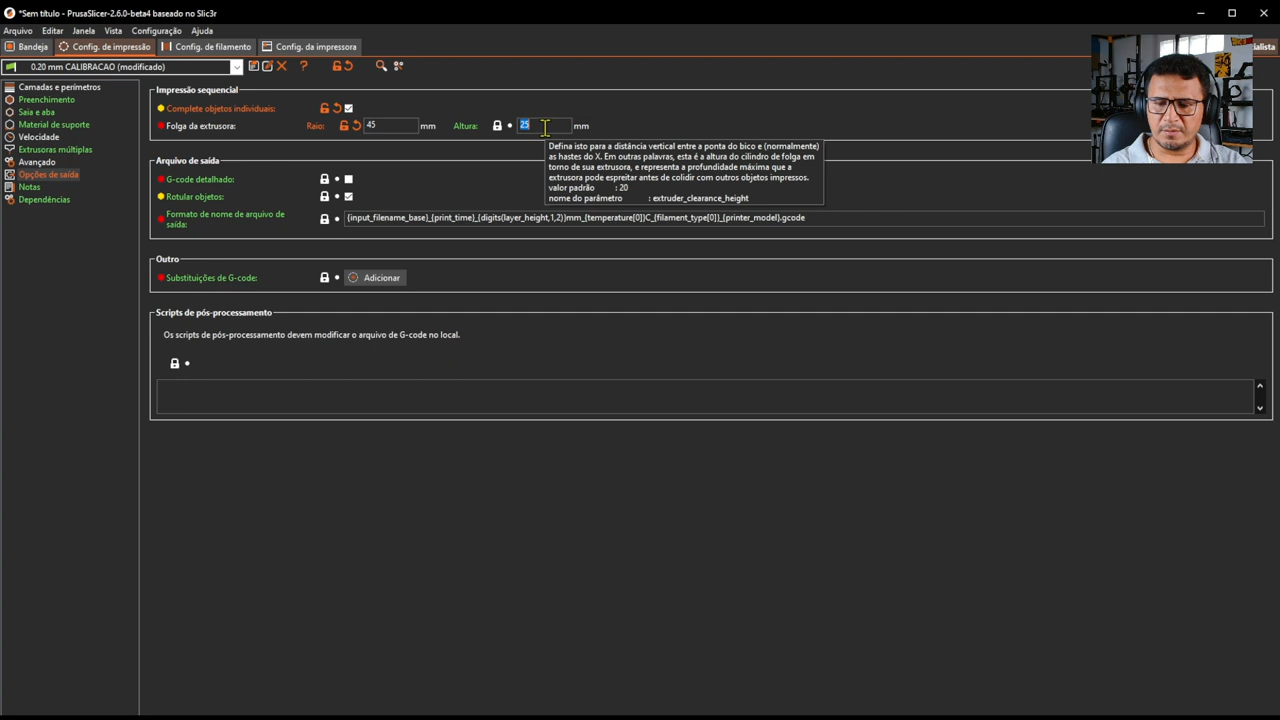 *Sem título - PrusaSlicer-2.6.0-beta4 baseado no Slic3r
Arquivo Editar Janela Vista Configuração Ajuda
Bandeja Config. de impressão Config. de filamento Config. da impressora
0.20 mm CALIBRACAO (modificado)
Camadas e perímetros
Preenchimento
Saia e aba
Material de suporte
Velocidade
Extrusoras múltiplas
Avançado
Opções de saída
Notas
Dependências
Impressão sequencial
Complete objetos individuais:
Folga da extrusora: Raio: 45 mm Altura: 25 mm
Defina isto para a distância vertical entre a ponta do bico e (normalmente)
as hastes do X. Em outras palavras, esta é a altura do cilindro de folga em
torno de sua extrusora, e representa a profundidade máxima que a
extrusora pode espreitar antes de colidir com outros objetos impressos.
valor padrão : 20
nome do parâmetro : extruder_clearance_height
Arquivo de saída
G-code detalhado:
Rotular objetos:
Formato de nome de arquivo de
saída:
{input_filename_base}_{print_time}_{digits(layer_height,1,2)}mm_{temperature[0]}C_{filament_type[0]}_{printer_model}.gcode
Outro
Substituições de G-code: Adicionar
Scripts de pós-processamento
Os scripts de pós-processamento devem modificar o arquivo de G-code no local.